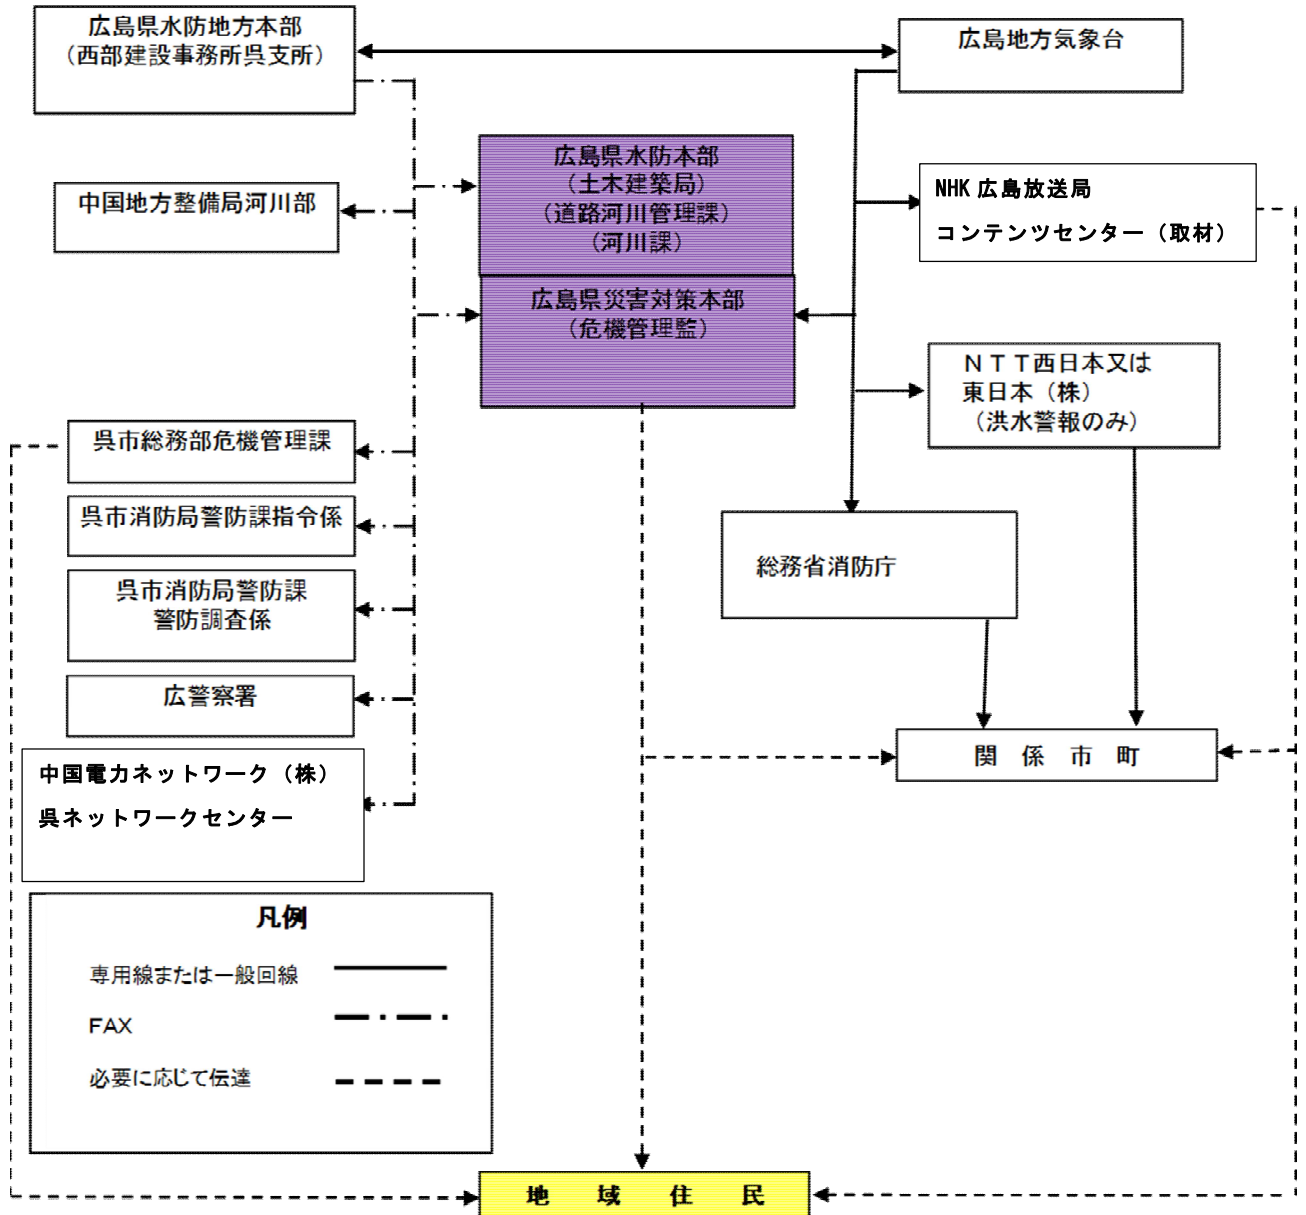 広島県水防地方本部
（西部建設事務所呉支所）
広島地方気象台
広島県水防本部
（土木建築局）
（道路河川管理課）
（河川課）
中国地方整備局河川部
NHK 広島放送局
コンテンツセンター（取材）
広島県災害対策本部
（危機管理監）
ＮＴＴ西日本又は
東日本（株）
（洪水警報のみ）
呉市総務部危機管理課
呉市消防局警防課指令係
総務省消防庁
呉市消防局警防課
警防調査係
広警察署
関 係 市 町
中国電力ネットワーク（株）
呉ネットワークセンター
凡例
専用線または一般回線
FAX
必要に応じて伝達
地 域 住 民